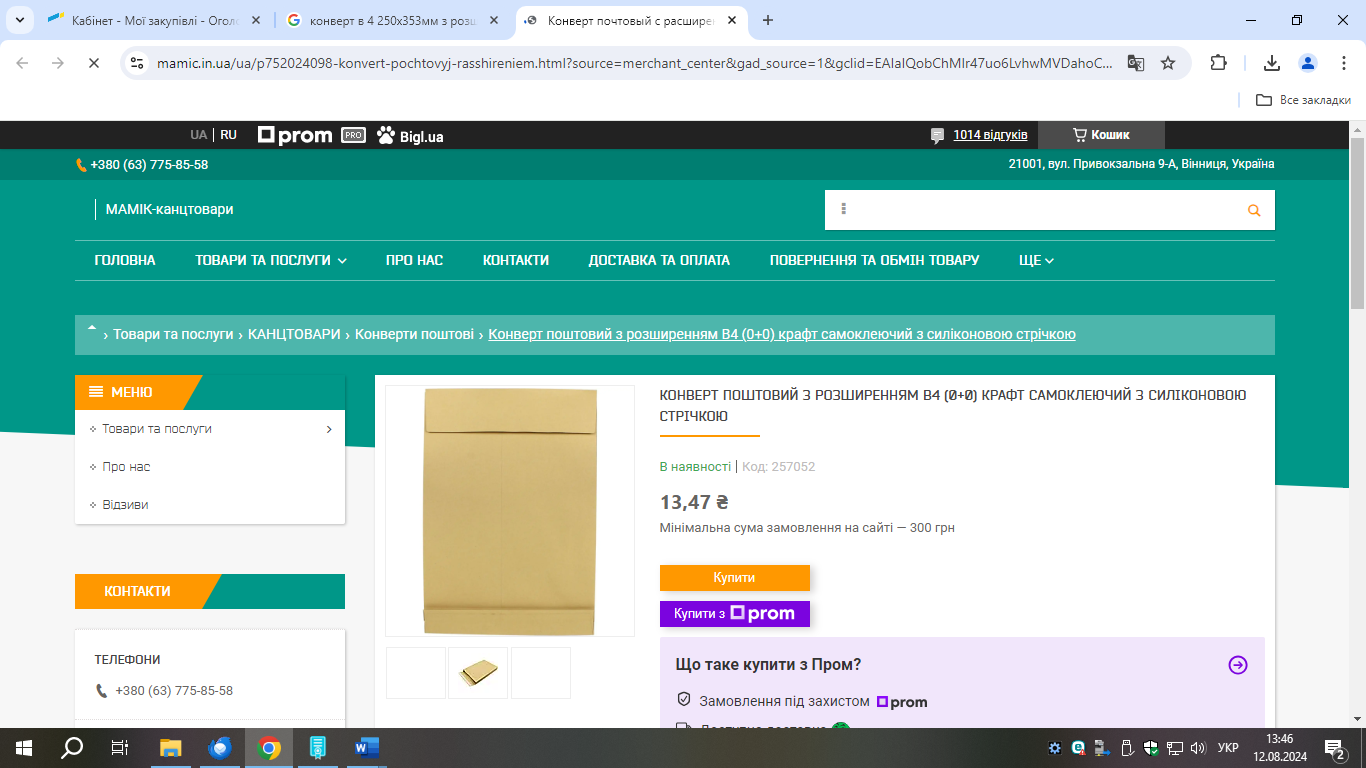 Кабінет - Мої закупівлі - Оголо
конверт в 4 250х353мм з розш
Конверт почтовый с расширен
mamic.in.ua/ua/p752024098-konvert-pochtovyj-rasshireniem.html?source=merchant_center&gad_source=1&gclid=EAIaIQobChMIr47uo6LvhwMVDahoC...
Все закладки
UA | RU
prom PRO
Bigl.ua
1014 відгуків
Кошик
+380 (63) 775-85-58
21001, вул. Привокзальна 9-А, Вінниця, Україна
МАМІК-канцтовари
ГОЛОВНА
ТОВАРИ ТА ПОСЛУГИ
ПРО НАС
КОНТАКТИ
ДОСТАВКА ТА ОПЛАТА
ПОВЕРНЕННЯ ТА ОБМІН ТОВАРУ
ЩЕ
› Товари та послуги › КАНЦТОВАРИ › Конверти поштові › Конверт поштовий з розширенням В4 (0+0) крафт самоклеючий з силіконовою стрічкою
МЕНЮ
Товари та послуги
Про нас
Відзиви
КОНТАКТИ
ТЕЛЕФОНИ
+380 (63) 775-85-58
КОНВЕРТ ПОШТОВИЙ З РОЗШИРЕННЯМ В4 (0+0) КРАФТ САМОКЛЕЮЧИЙ З СИЛІКОНОВОЮ
СТРІЧКОЮ
В наявності | Код: 257052
13,47 ₴
Мінімальна сума замовлення на сайті — 300 грн
Купити
Купити з prom
Що таке купити з Пром?
Замовлення під захистом prom
Доступна доставка
УКР
13:46
12.08.2024
2